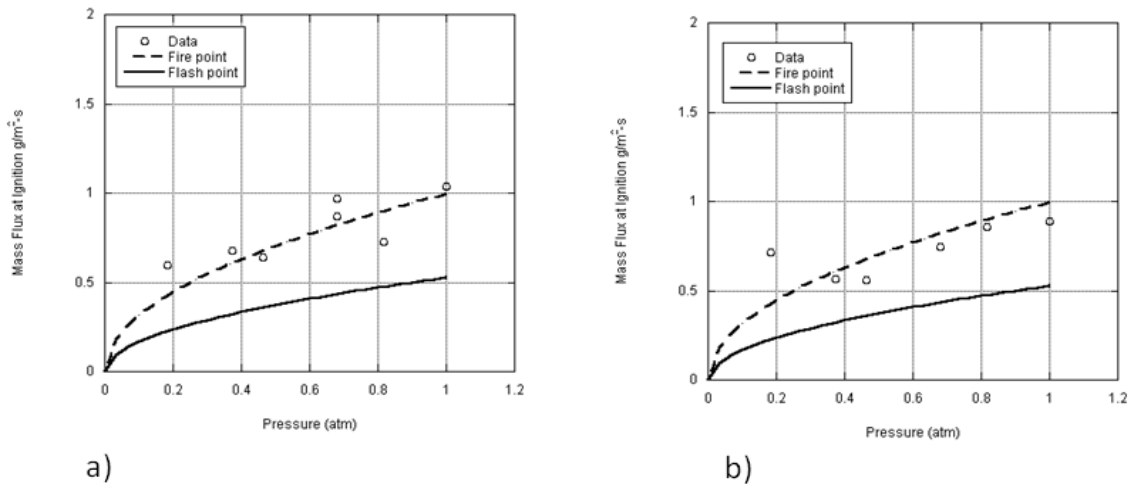 2
Data
Fire point
Flash point
1.5
1
0.5
0
0 0.2 0.4 0.6 0.8 1 1.2
Mass Flux at Ignition g/m^2-s
Pressure (atm)
a)
2
Data
Fire point
Flash point
1.5
1
0.5
0
0 0.2 0.4 0.6 0.8 1 1.2
Mass Flux at Ignition g/m^2-s
Pressure (atm)
b)